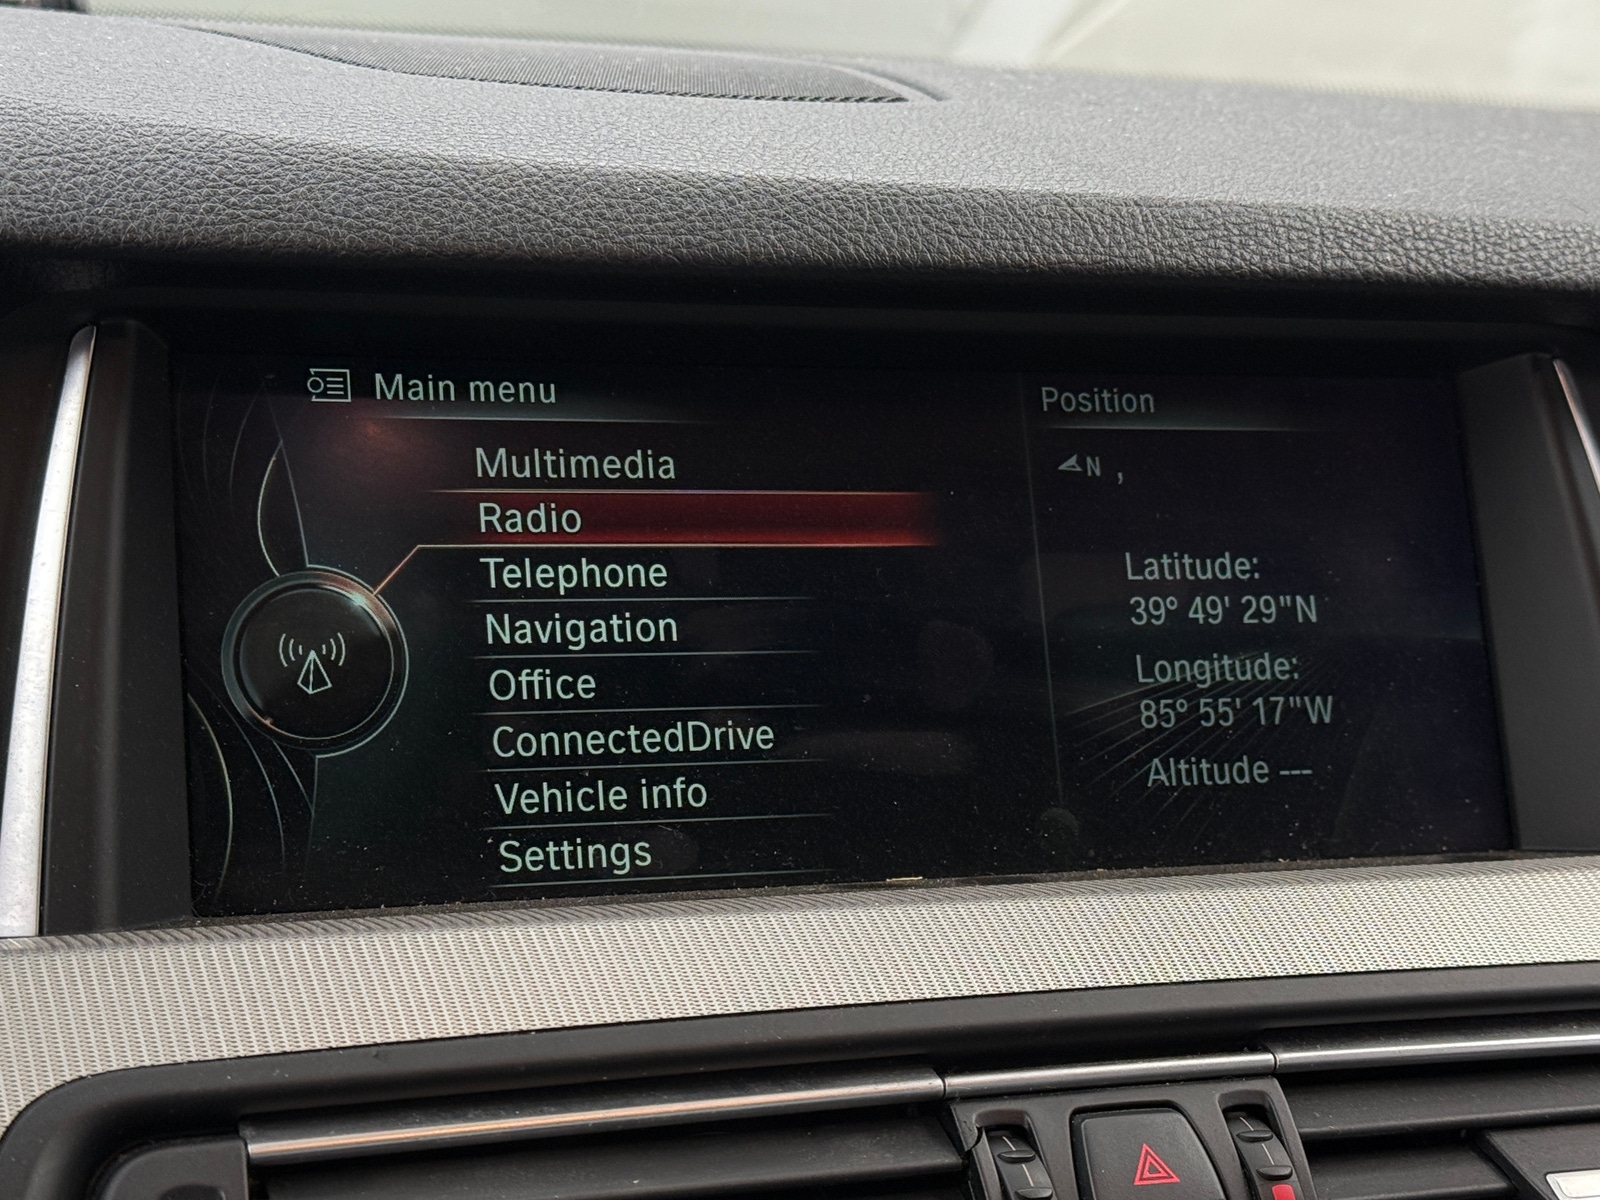 Main menu
Multimedia
Radio
Telephone
Navigation
Office
ConnectedDrive
Vehicle info
Settings
Position
N ,
Latitude:
39° 49' 29"N
Longitude:
85° 55' 17"W
Altitude ---